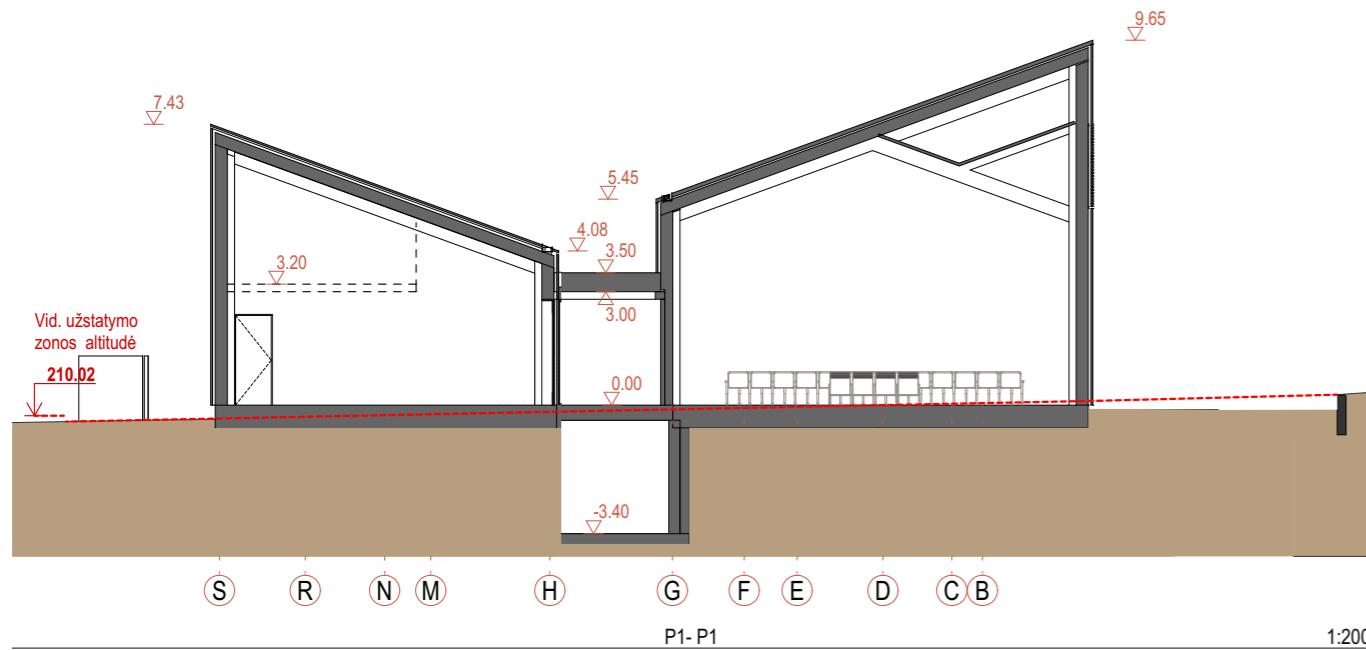 9.65
7.43
5.45
4.08
3.50
3.20
3.00
Vid. užstatymo
zonos altitudė
210.02
0.00
-3.40
S R N M H G F E D C B
P1- P1 1:200